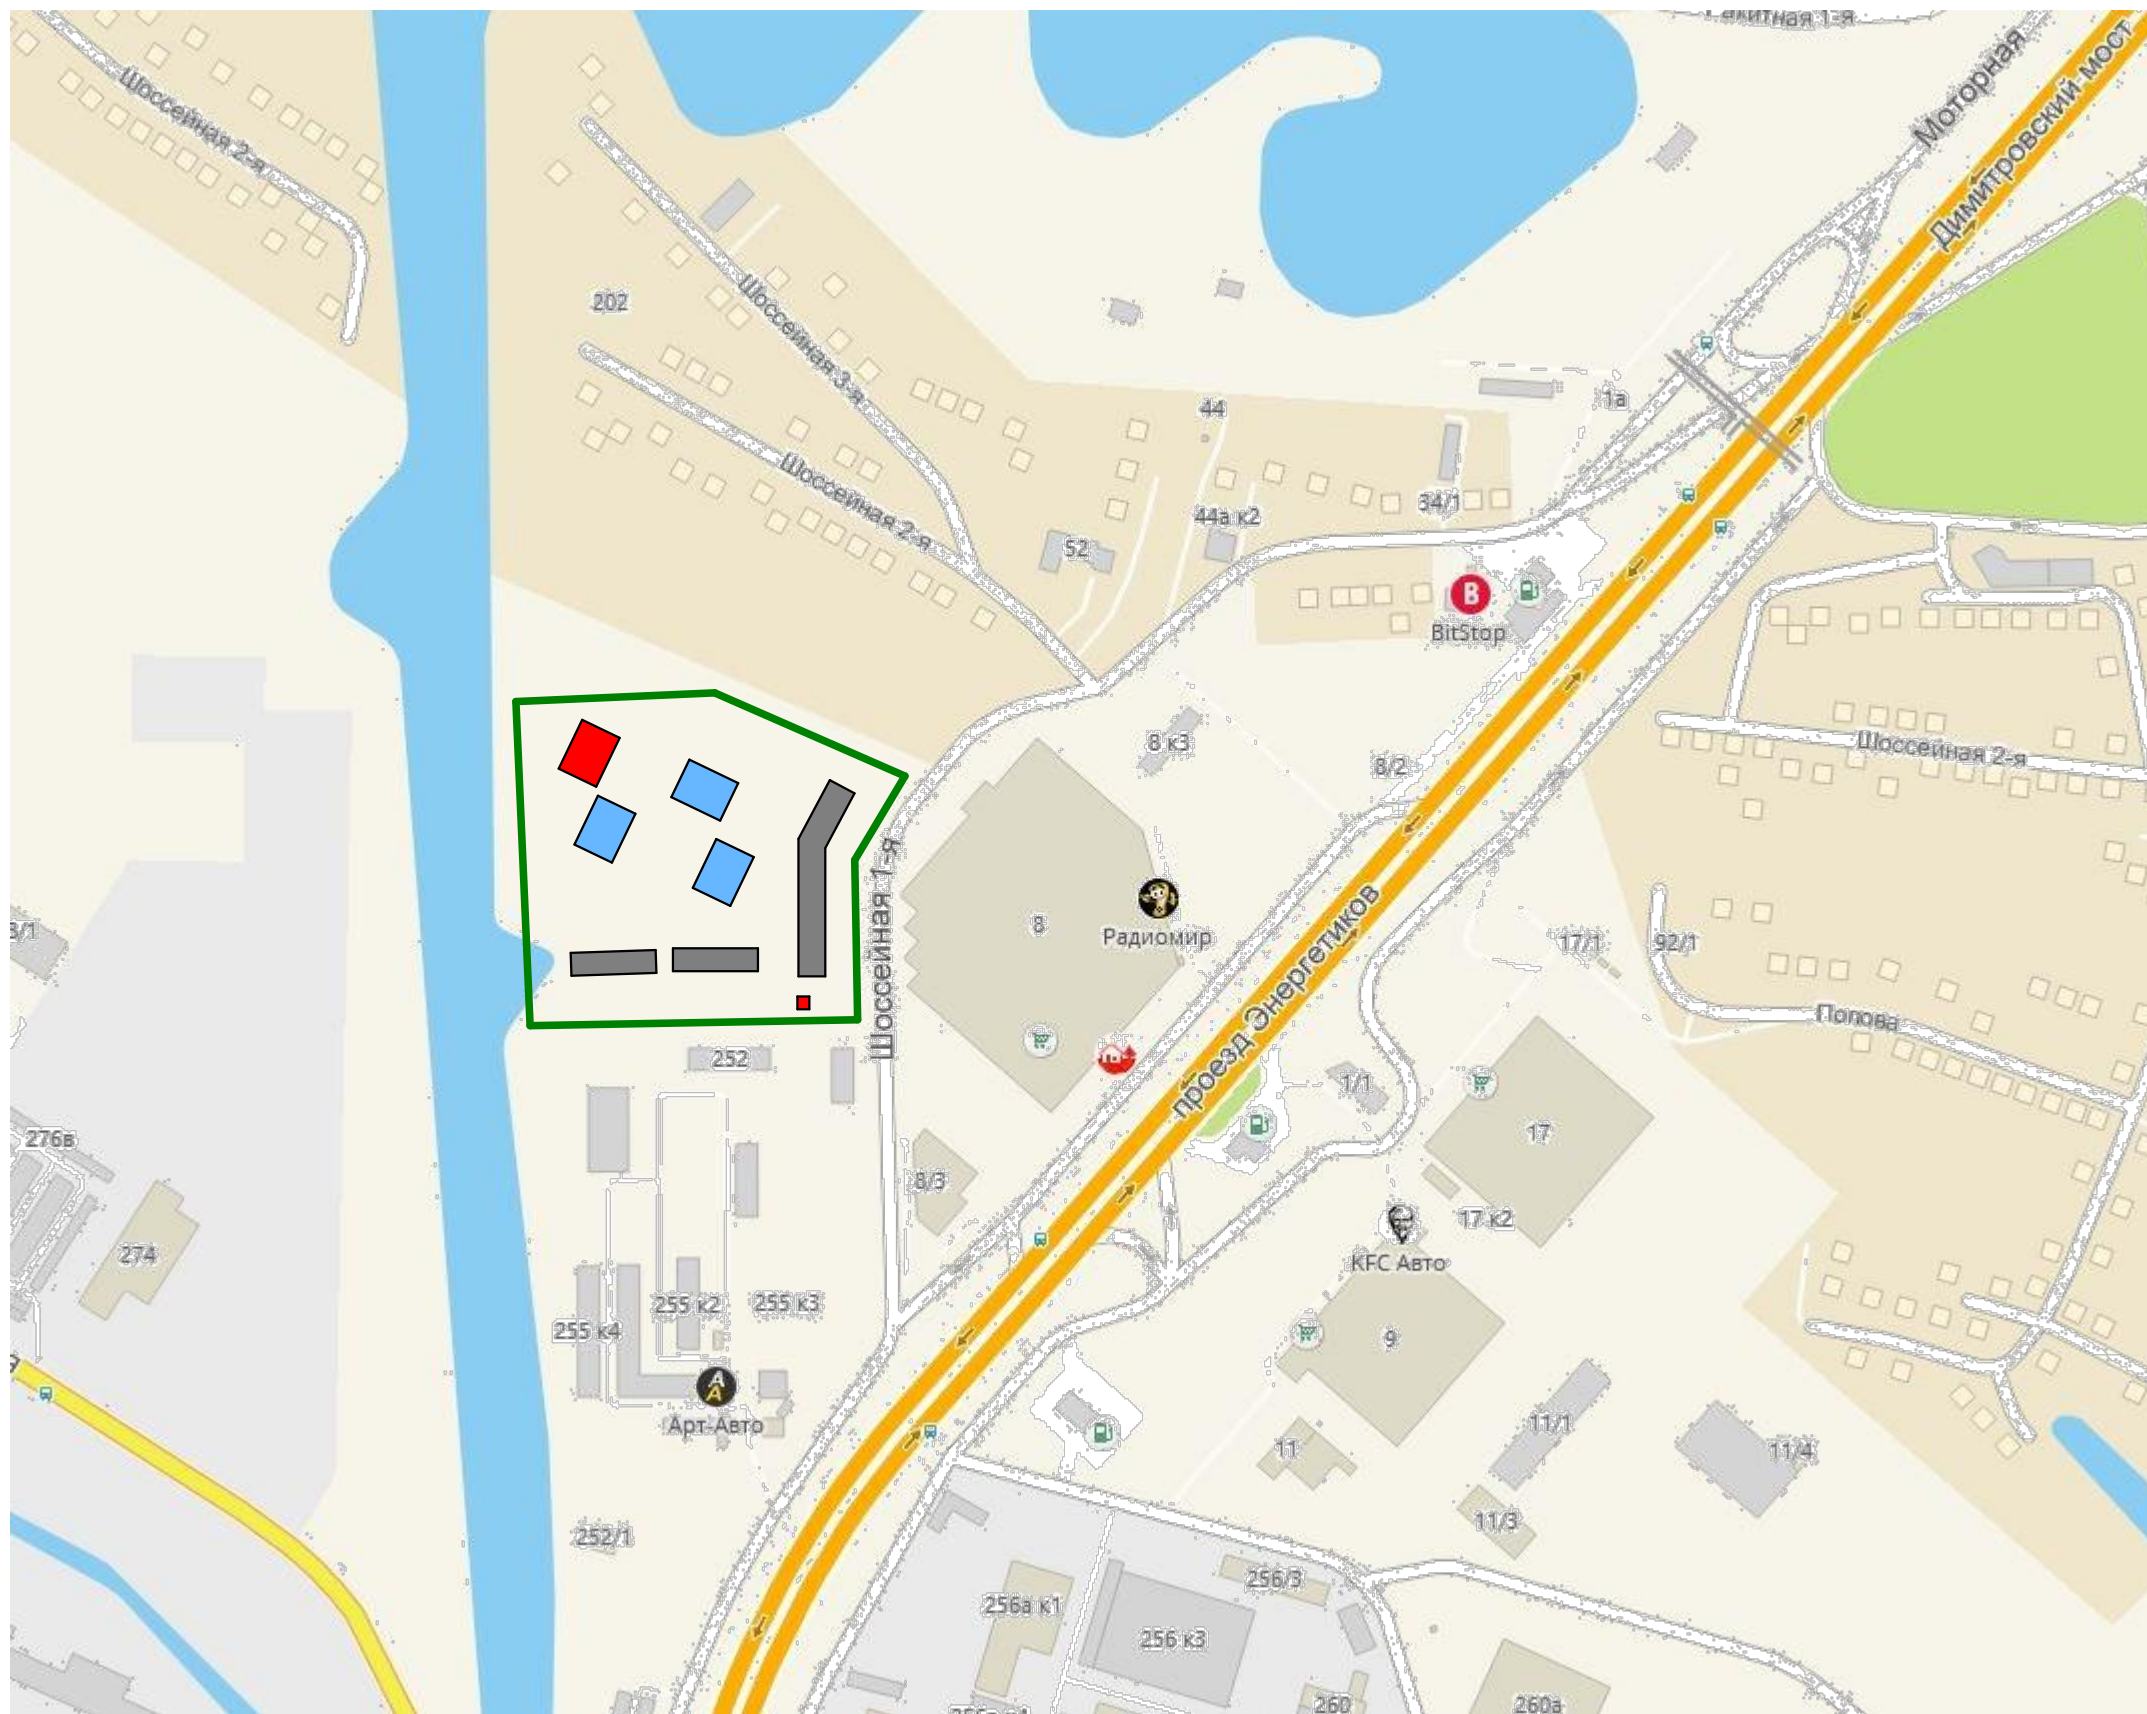 Ракитная 1-я
Моторная
Димитровский мост
Шоссейная 2-я
202
Шоссейная 3-я
44
1а
Шоссейная 2-я
34/1
44а к2
52
B
BitStop
8 к3
8/2
Шоссейная 2-я
Шоссейная 1-я
8
Радиомир
проезд Энергетиков
17/1
92/1
3/1
Попова
252
1/1
17
276в
8/3
274
17 к2
KFC Авто
255 к2
255 к3
255 к4
9
А
А
Арт-Авто
11/1
11
11/4
11/3
252/1
256/3
256а к1
256 к3
260
260а